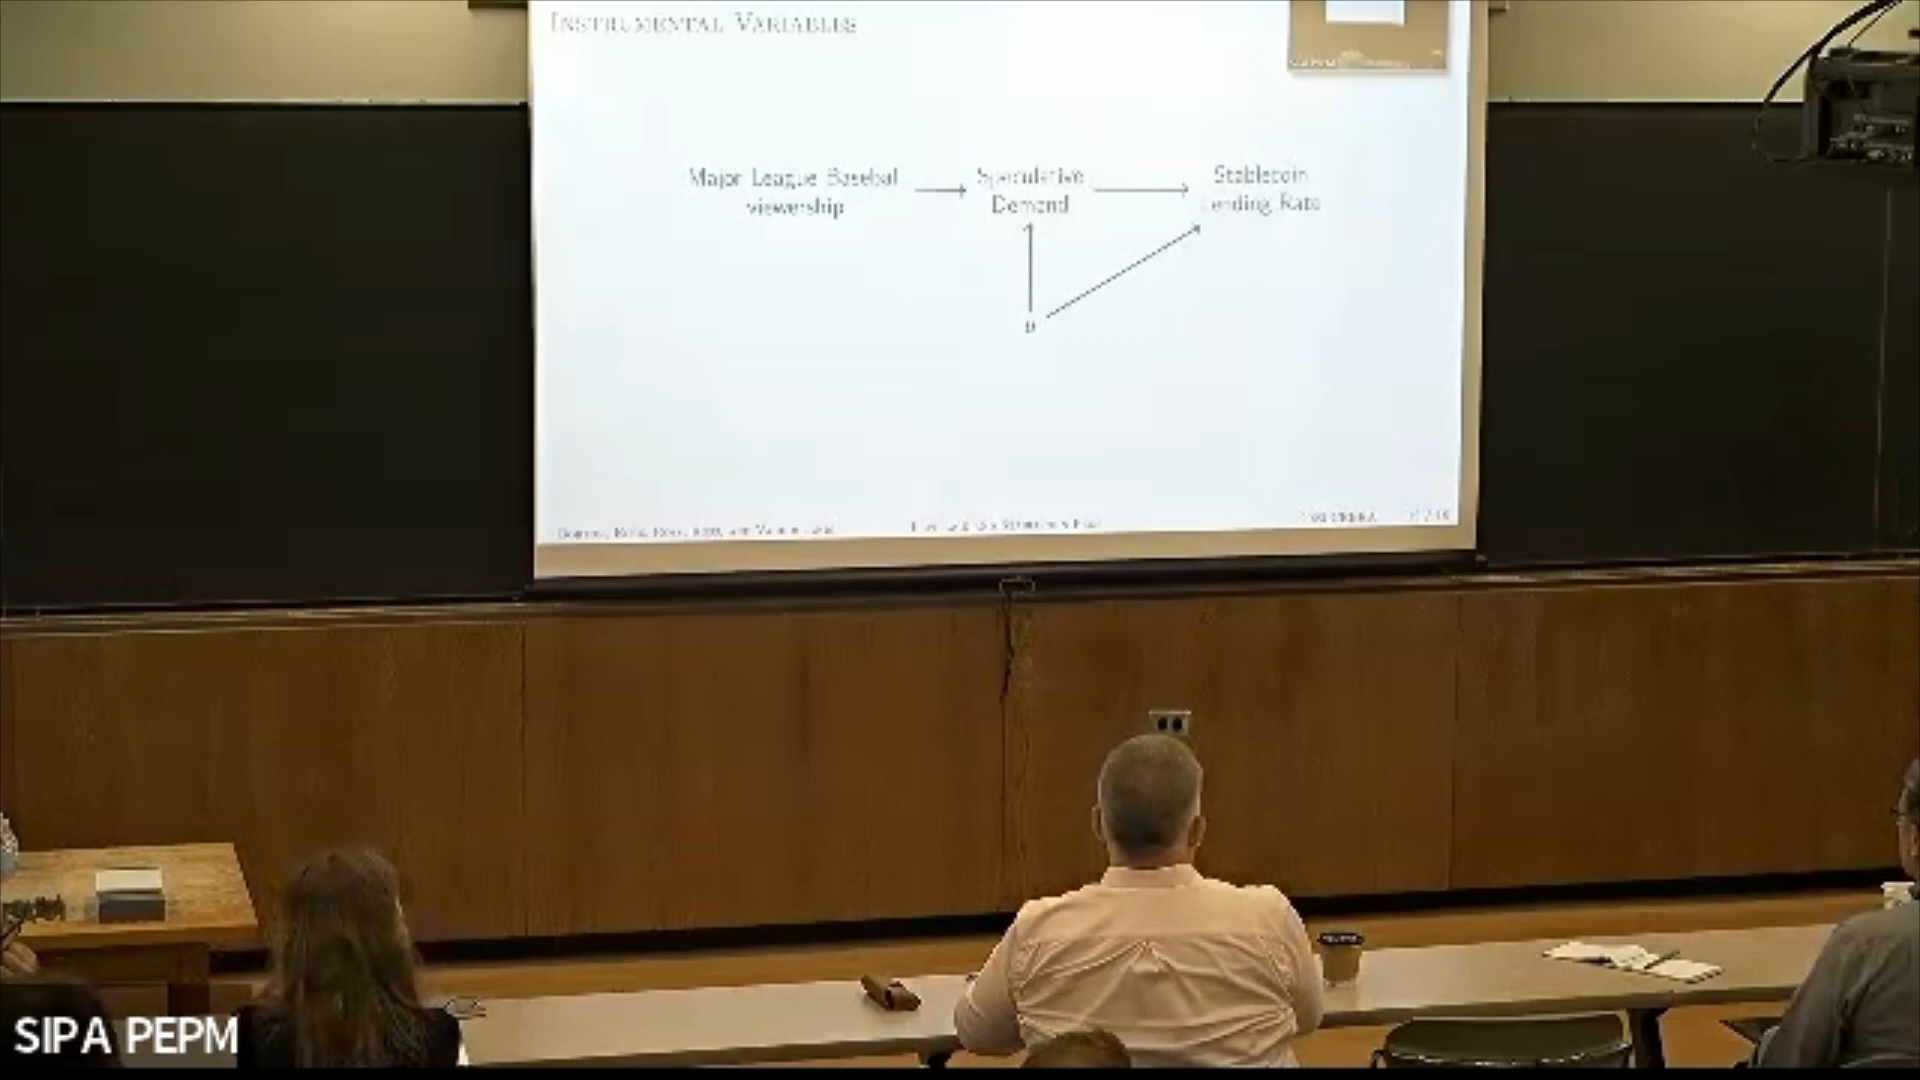 INSTRUMENTAL VARIABLES
Major League Baseball
viewership
Speculative
Demand
Stablecoin
Lending Rate
SIPA PEPM